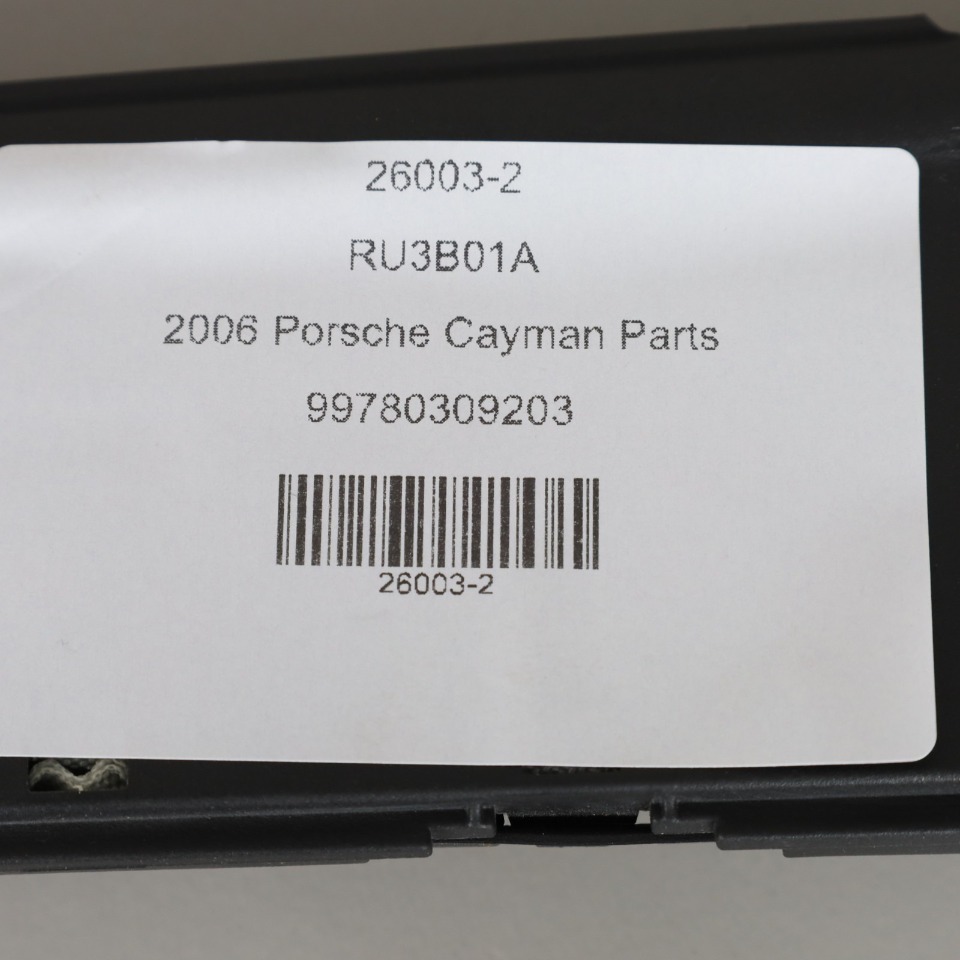 26003-2
RU3B01A
2006 Porsche Cayman Parts
99780309203
26003-2